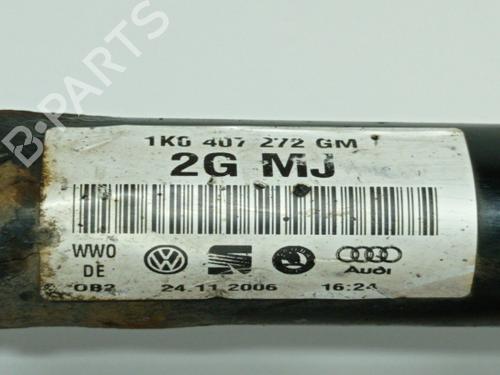 B-PARTS
1K0 407 272 GM
2G MJ
WWO
DE
Audi
OB2 24.11.2006 16:24